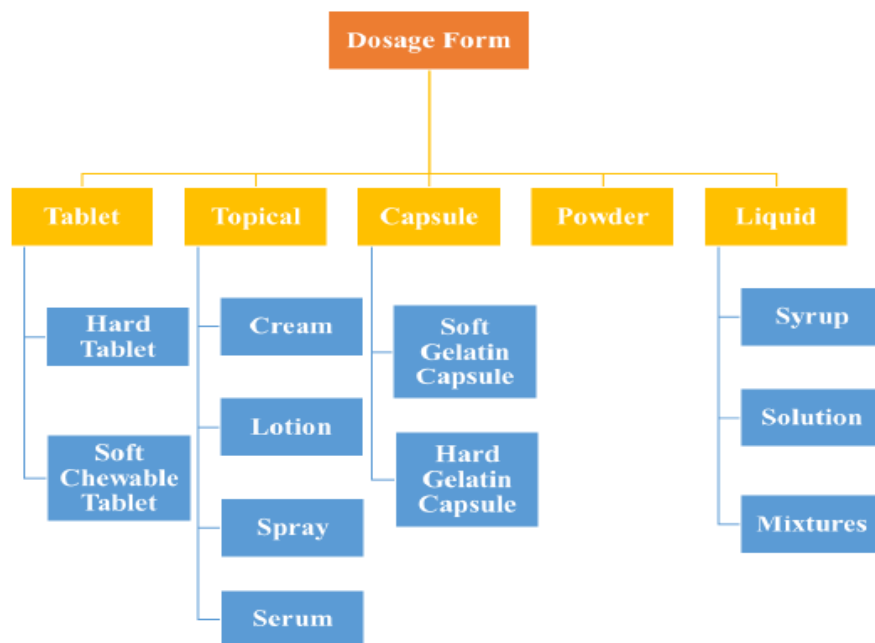 Dosage Form
Tablet
Topical
Capsule
Powder
Liquid
Hard
Tablet
Soft
Chewable
Tablet
Cream
Lotion
Spray
Serum
Soft
Gelatin
Capsule
Hard
Gelatin
Capsule
Syrup
Solution
Mixtures